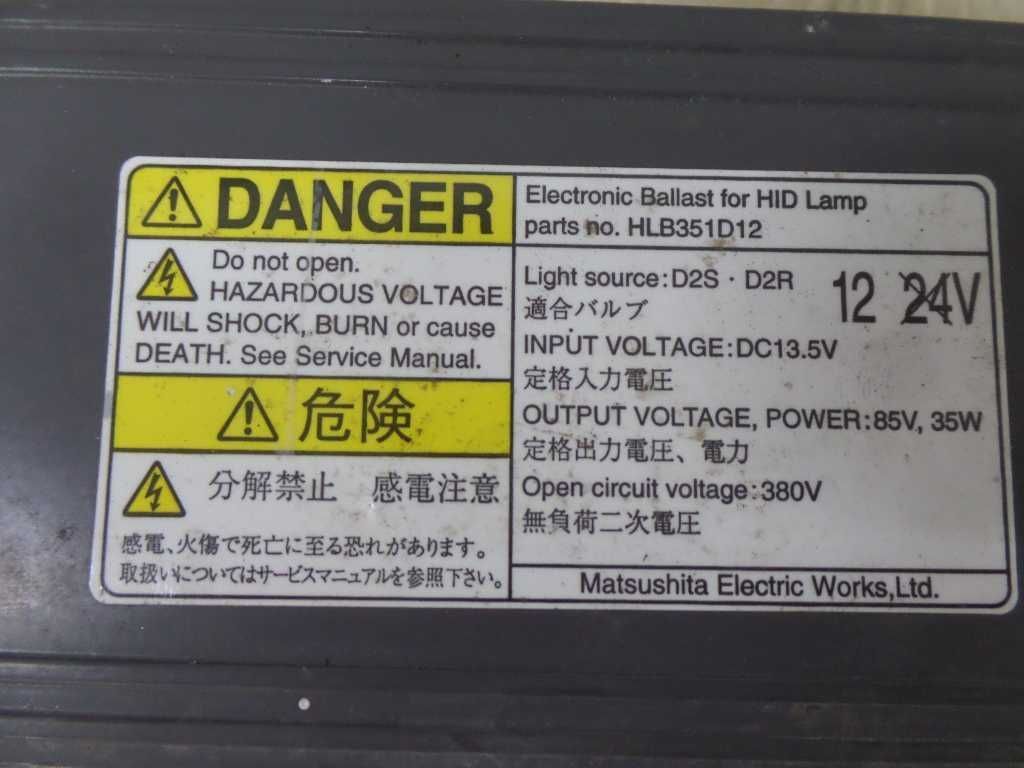 DANGER
Do not open.
HAZARDOUS VOLTAGE
WILL SHOCK, BURN or cause
DEATH. See Service Manual.
危険
分解禁止 感電注意
感電、火傷で死亡に至る恐れがあります。
取扱いについてはサービスマニュアルを参照下さい。
Electronic Ballast for HID Lamp
parts no. HLB351D12
Light source:D2S・D2R
適合バルブ
12 24V
INPUT VOLTAGE:DC13.5V
定格入力電圧
OUTPUT VOLTAGE, POWER:85V, 35W
定格出力電圧、電力
Open circuit voltage:380V
無負荷二次電圧
Matsushita Electric Works,Ltd.